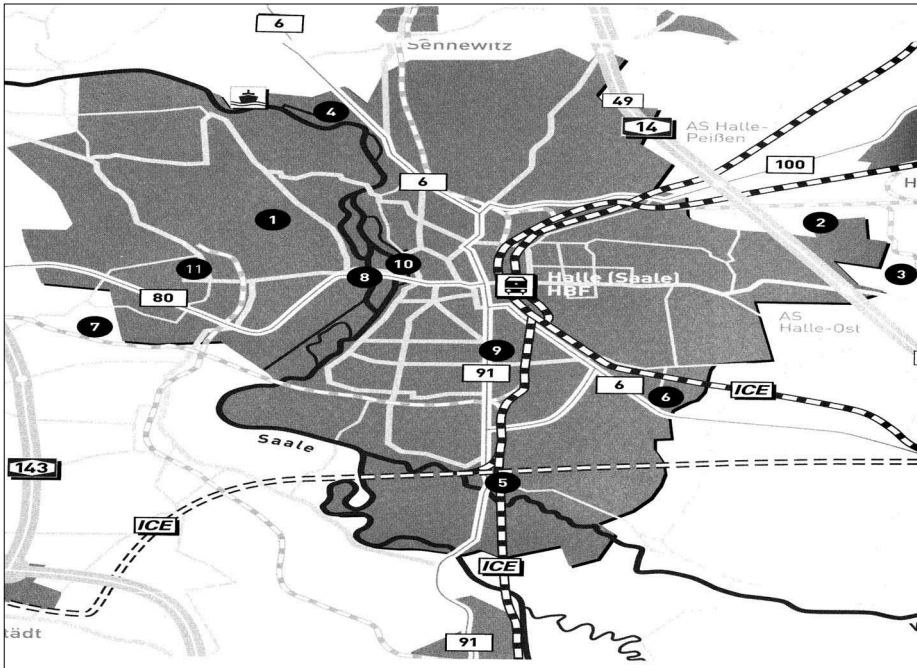 6
Sennewitz
4
49
14
AS Halle-
Peißen
100
6
H
1
2
10
11
8
3
Halle (Saale)
HBF
80
AS
Halle-Ost
7
9
91
6
6
ICE
Saale
143
5
ICE
ICE
91
tädt